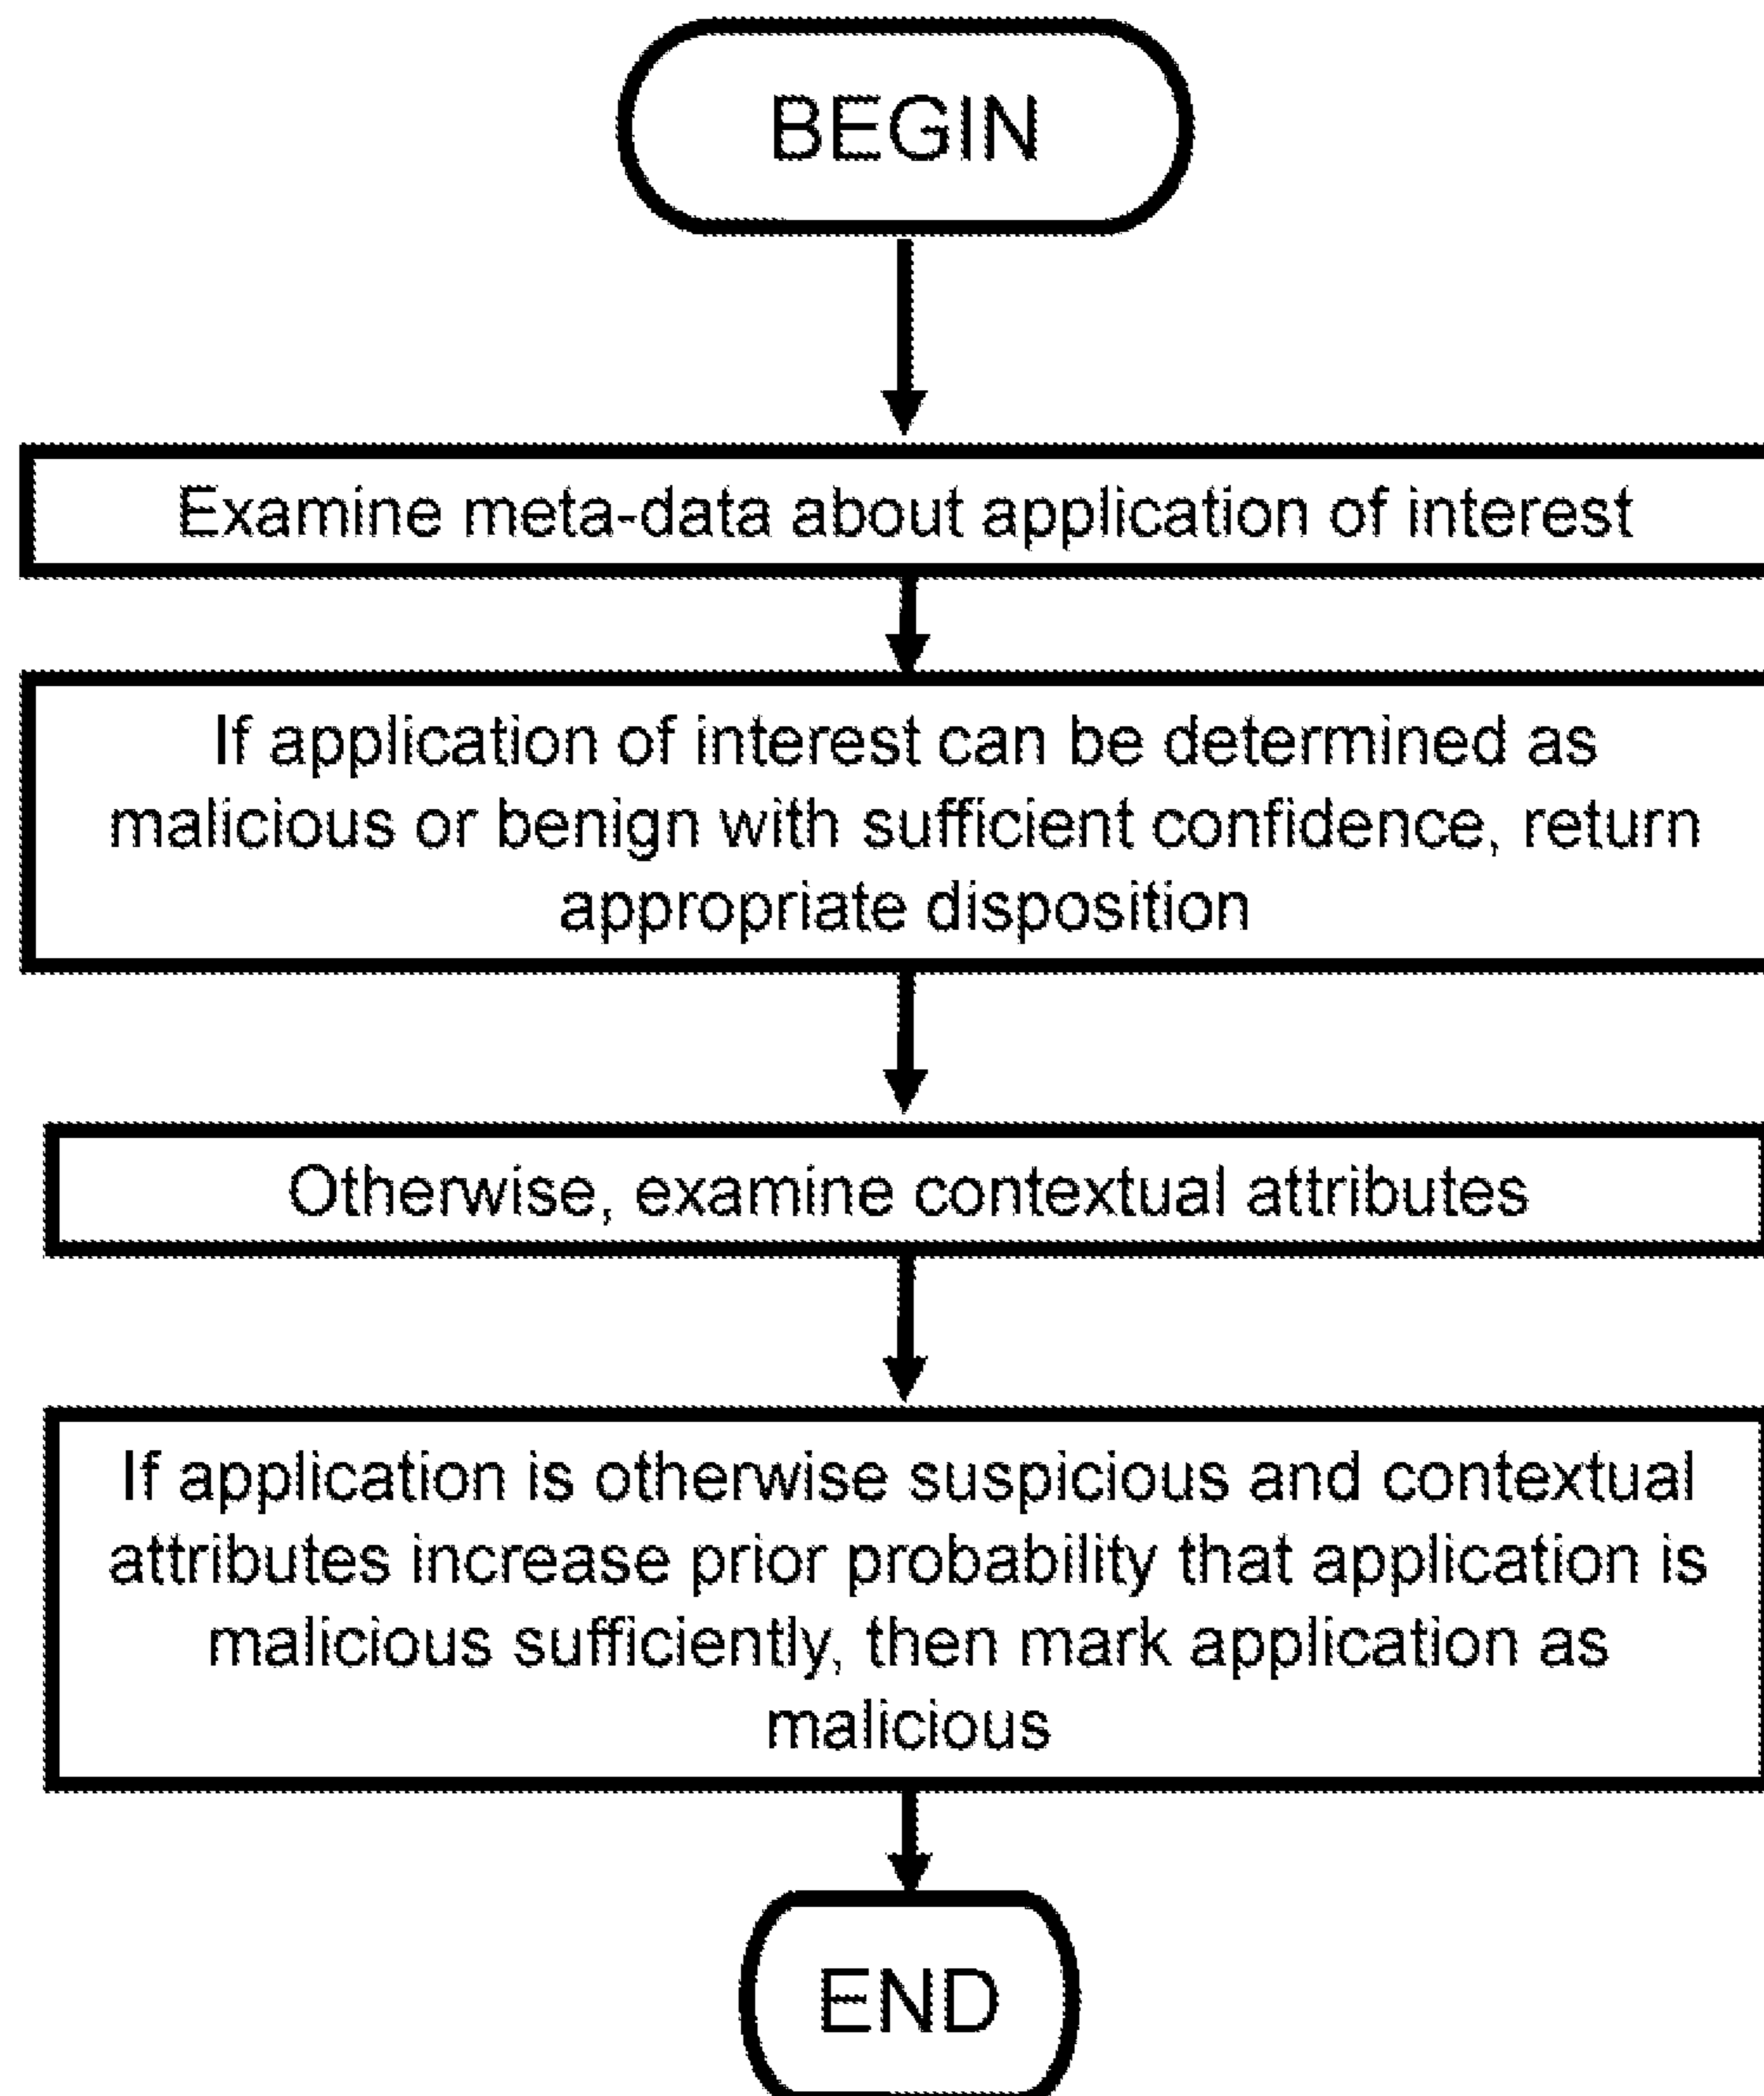 BEGIN
Examine meta-data about application of interest
If application of interest can be determined as
malicious or benign with sufficient confidence, return
appropriate disposition
Otherwise, examine contextual attributes
If application is otherwise suspicious and contextual
attributes increase prior probability that application is
malicious sufficiently, then mark application as
malicious
END